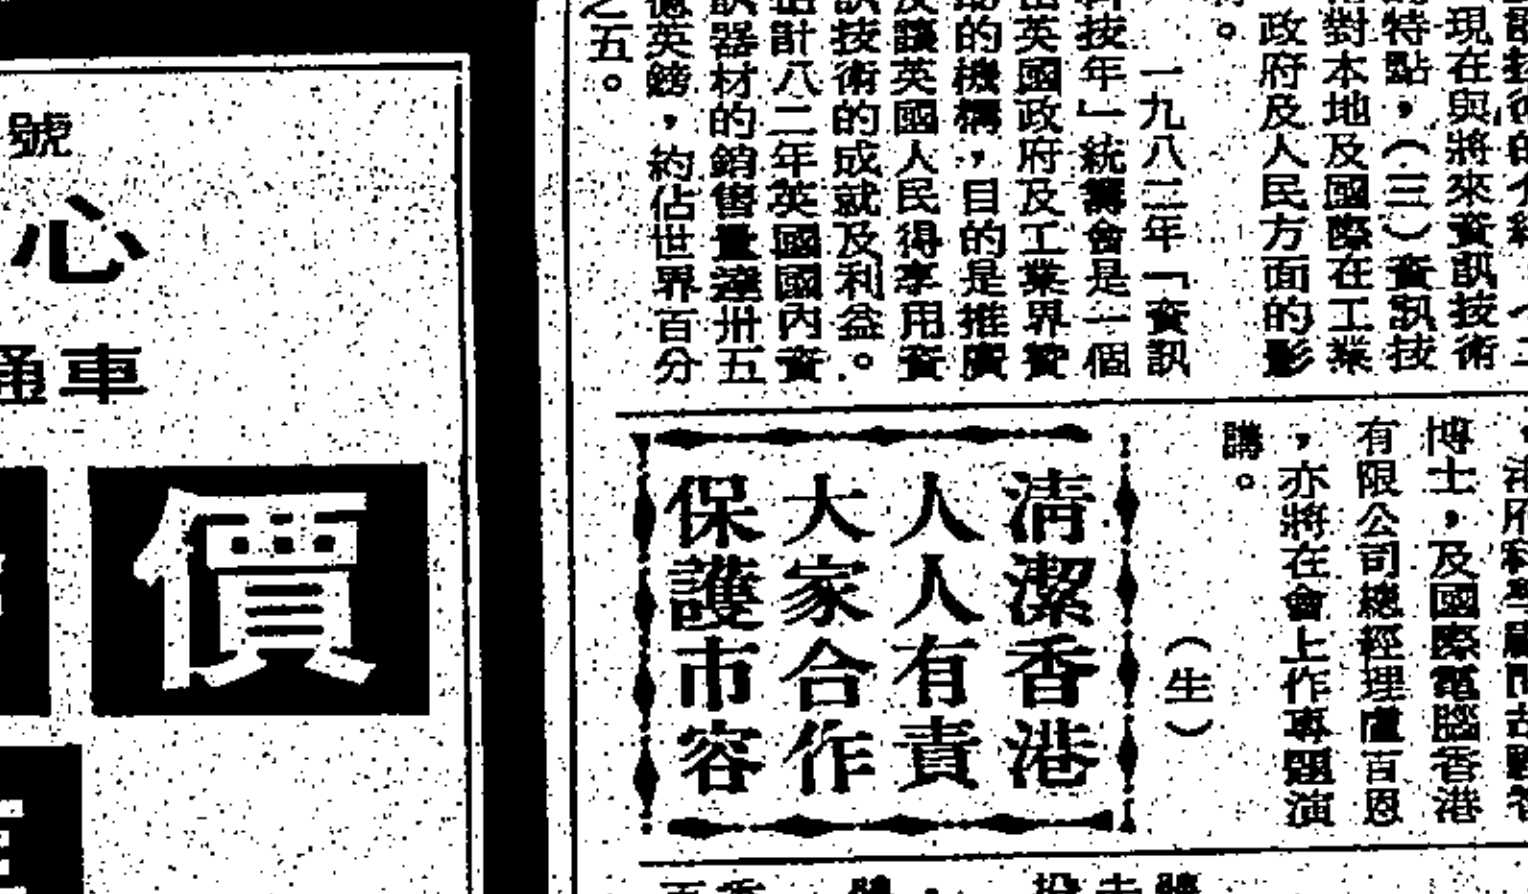 現在與將來資訊技術
特點，（三）資訊技
對本地及國際在工業
政府及人民方面的影
。
一九八二年「資訊
科技年」統籌會是一個
英國政府及工業界贊
助的機構，目的是推廣
及讓英國人民得享用資
訊技術的成就及利益。
估計八二年英國國內資
訊器材的銷售量達卅五
億英鎊，約佔世界百分
之五。
博士，及國際電腦香港
有限公司總經理盧百恩
，亦將在會上作專題演
講。
（生）
清潔香港
人人有責
大家合作
保護市容
號
心
通車
價